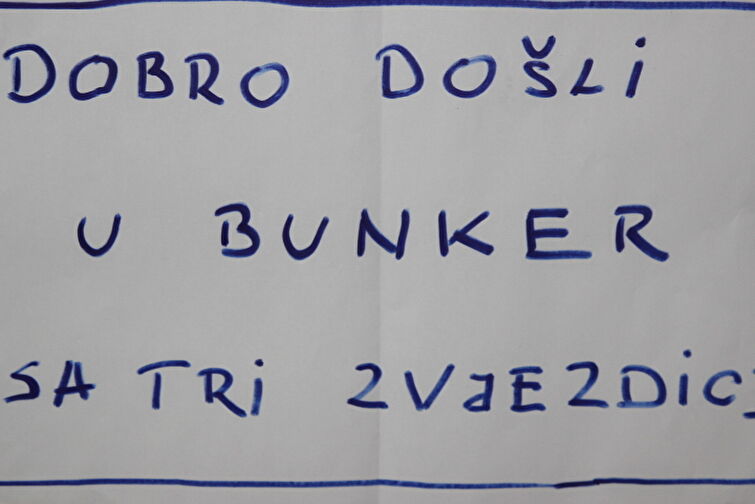 DOBRO DOŠLI
U BUNKER
SA TRI ZVJEZDIC